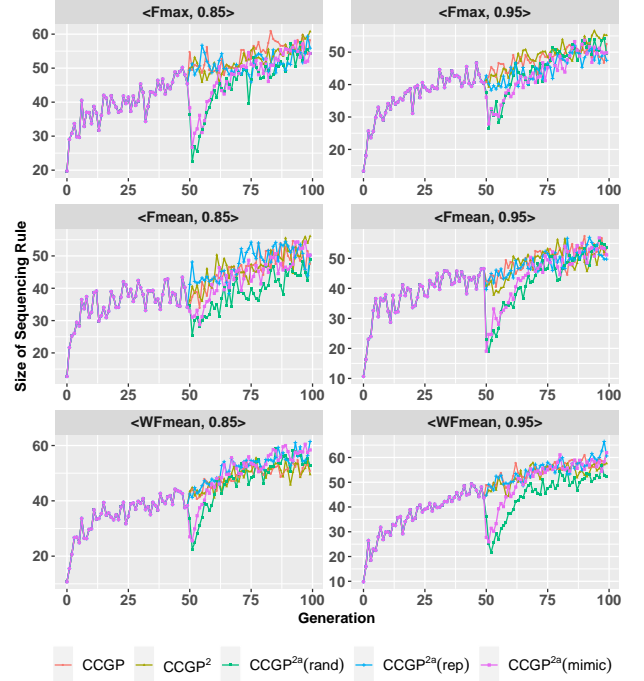 <Fmax, 0.85>
<Fmax, 0.95>
60
50
40
30
20
50
40
30
20
0 25 50 75 100
0 25 50 75 100
<Fmean, 0.85>
<Fmean, 0.95>
50
40
30
20
50
40
30
20
10
0 25 50 75 100
0 25 50 75 100
<WFmean, 0.85>
<WFmean, 0.95>
60
40
20
60
50
40
30
20
10
0 25 50 75 100
0 25 50 75 100
Size of Sequencing Rule
Generation
CCGP CCGP² CCGP²ᵃ(rand) CCGP²ᵃ(rep) CCGP²ᵃ(mimic)